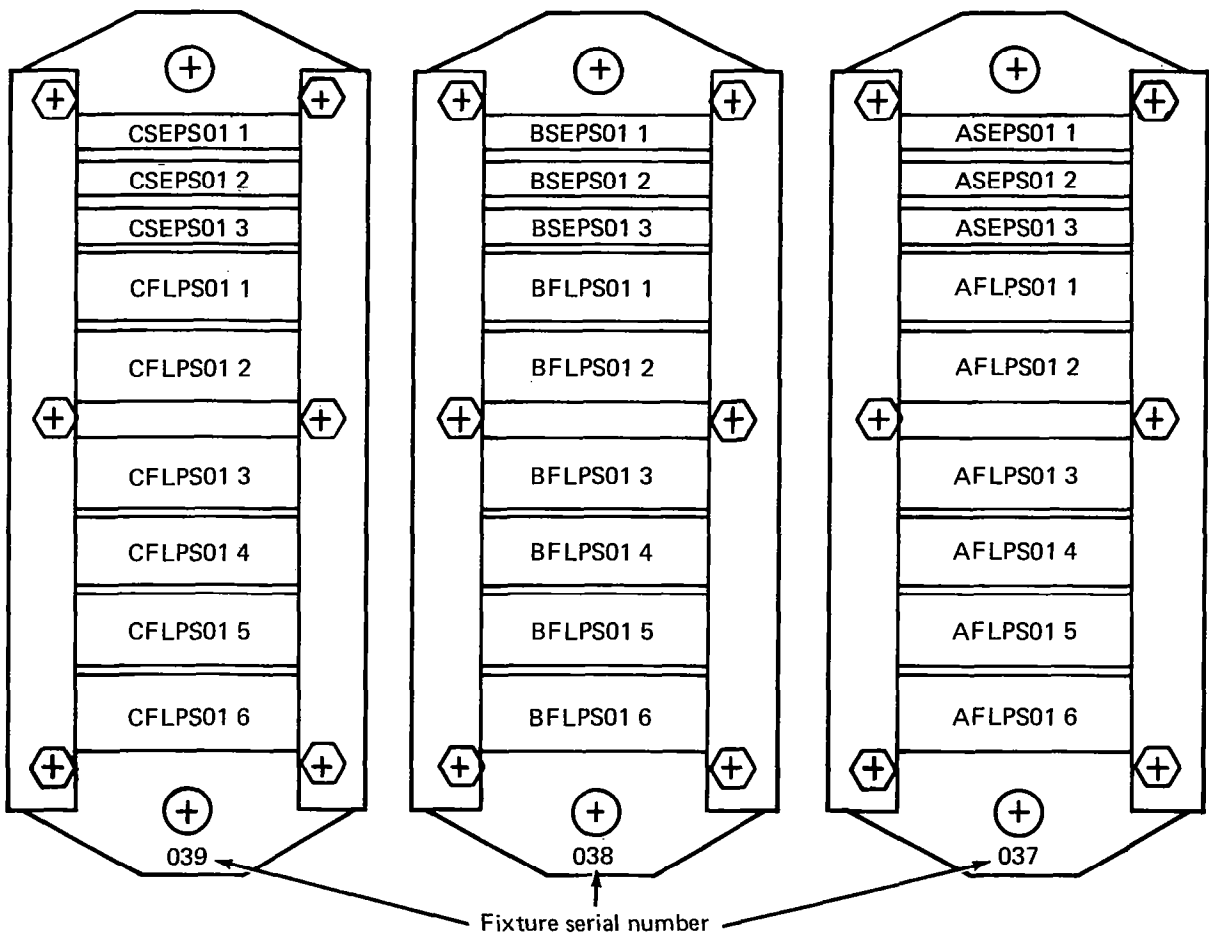 CSEPS01 1
CSEPS01 2
CSEPS01 3
CFLPS01 1
CFLPS01 2
CFLPS01 3
CFLPS01 4
CFLPS01 5
CFLPS01 6
039
BSEPS01 1
BSEPS01 2
BSEPS01 3
BFLPS01 1
BFLPS01 2
BFLPS01 3
BFLPS01 4
BFLPS01 5
BFLPS01 6
038
ASEPS01 1
ASEPS01 2
ASEPS01 3
AFLPS01 1
AFLPS01 2
AFLPS01 3
AFLPS01 4
AFLPS01 5
AFLPS01 6
037
Fixture serial number